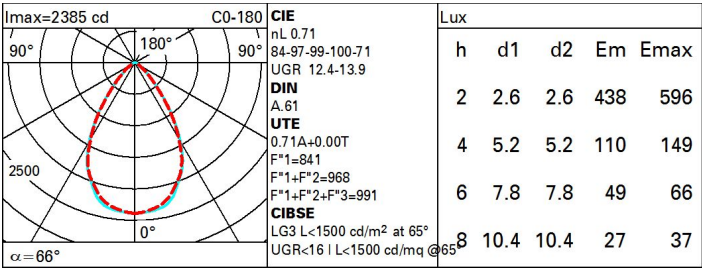 Imax=2385 cd C0-180
90° 180° 90°
2500
0°
α=66°
CIE
nL 0.71
84-97-99-100-71
UGR 12.4-13.9
DIN
A.61
UTE
0.71A+0.00T
F"1=841
F"1+F"2=968
F"1+F"2+F"3=991
CIBSE
LG3 L<1500 cd/m² at 65°
UGR<16 | L<1500 cd/mq @65°
Lux
h d1 d2 Em Emax
2 2.6 2.6 438 596
4 5.2 5.2 110 149
6 7.8 7.8 49 66
8 10.4 10.4 27 37